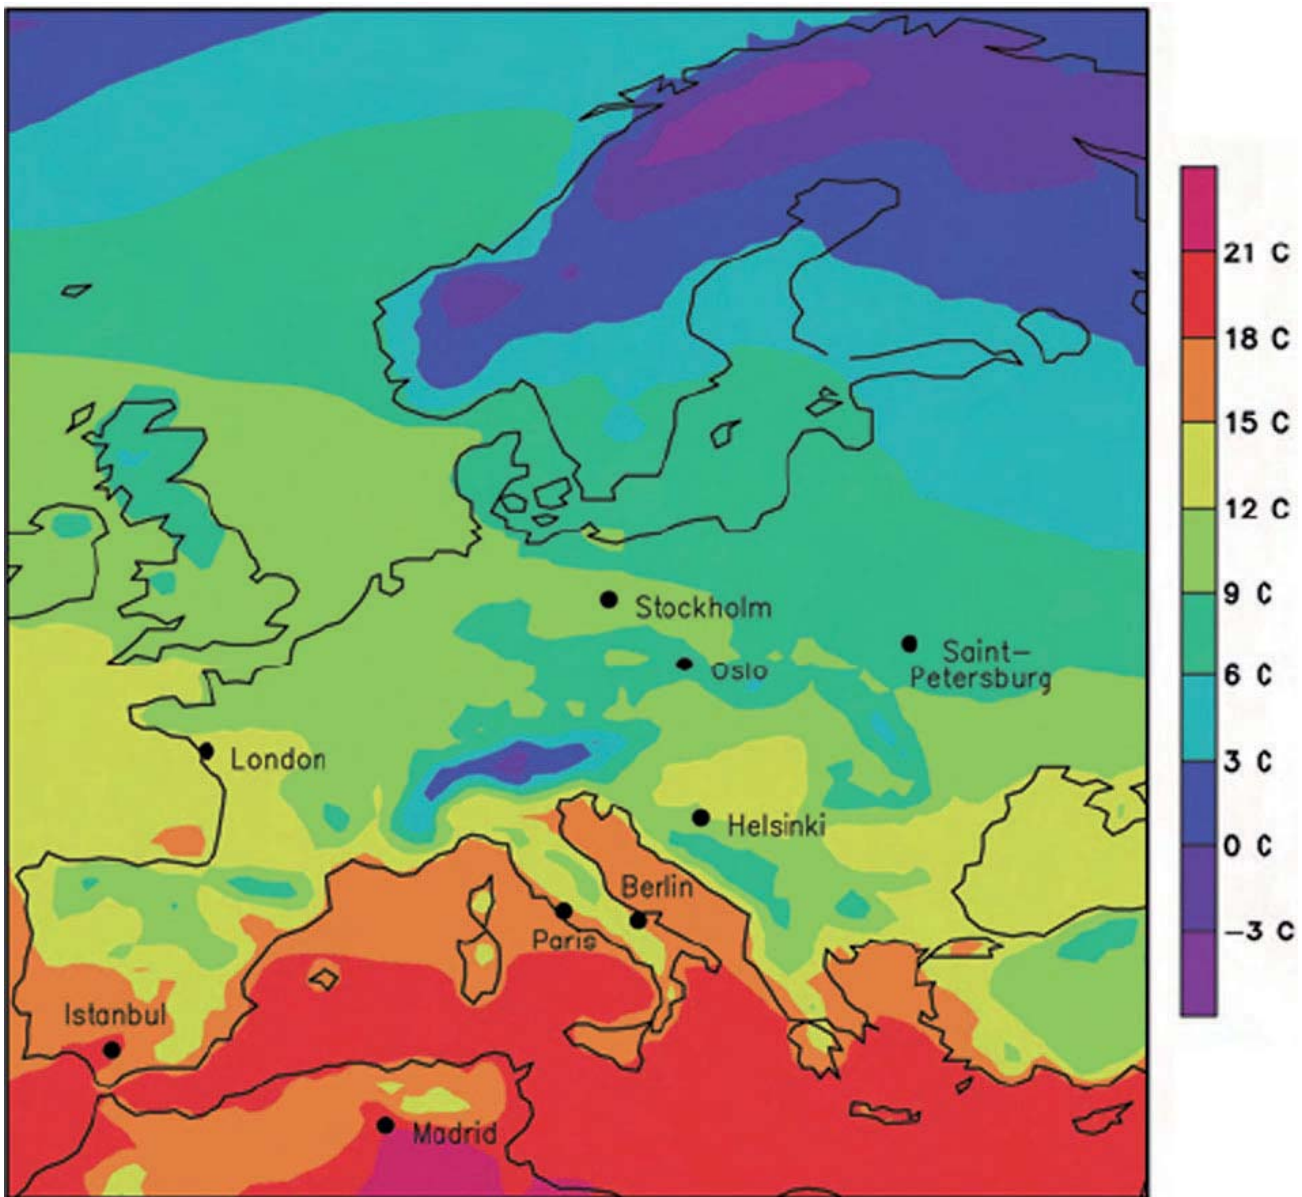 21 C
18 C
15 C
12 C
9 C
6 C
3 C
0 C
−3 C
Stockholm
Oslo
Saint−
Petersburg
London
Helsinki
Berlin
Paris
Istanbul
Madrid